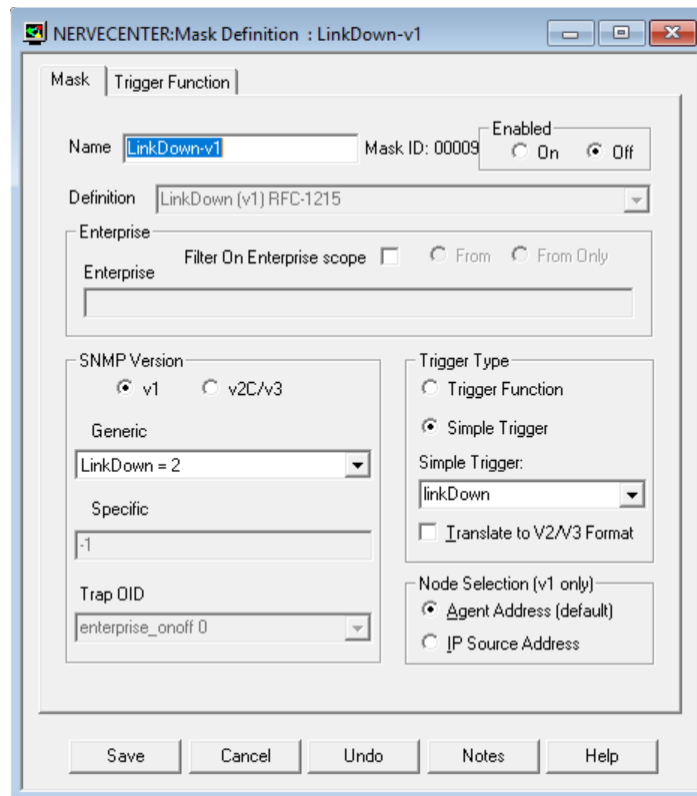 NERVECENTER:Mask Definition : LinkDown-v1
Mask
Trigger Function
Name
LinkDown-v1
Mask ID: 00009
Enabled
On
Off
Definition
LinkDown (v1) RFC-1215
Enterprise
Filter On Enterprise scope
From
From Only
Enterprise
SNMP Version
v1
v2C/v3
Generic
LinkDown = 2
Specific
-1
Trap OID
enterprise_onoff 0
Trigger Type
Trigger Function
Simple Trigger
Simple Trigger:
linkDown
Translate to V2/V3 Format
Node Selection (v1 only)
Agent Address (default)
IP Source Address
Save
Cancel
Undo
Notes
Help